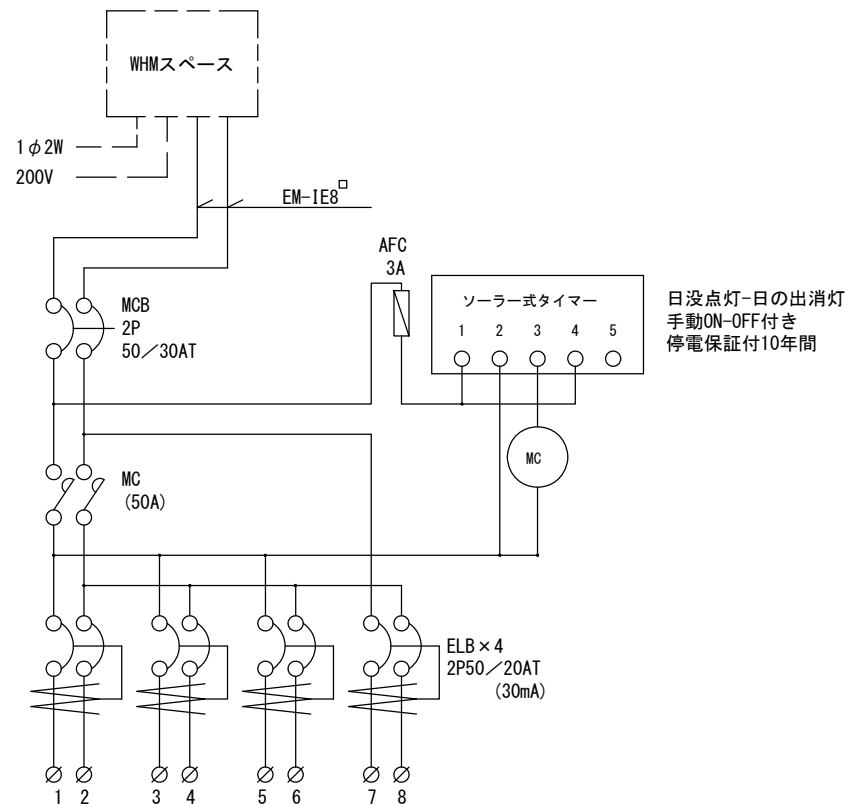 WHMスペース
1φ2W
200V
EM-IE8□
AFC
3A
MCB
2P
50／30AT
ソーラー式タイマー
1 2 3 4 5
日没点灯-日の出消灯
手動ON-OFF付き
停電保証付10年間
MC
MC
(50A)
ELB×4
2P50／20AT
(30mA)
1 2 3 4 5 6 7 8